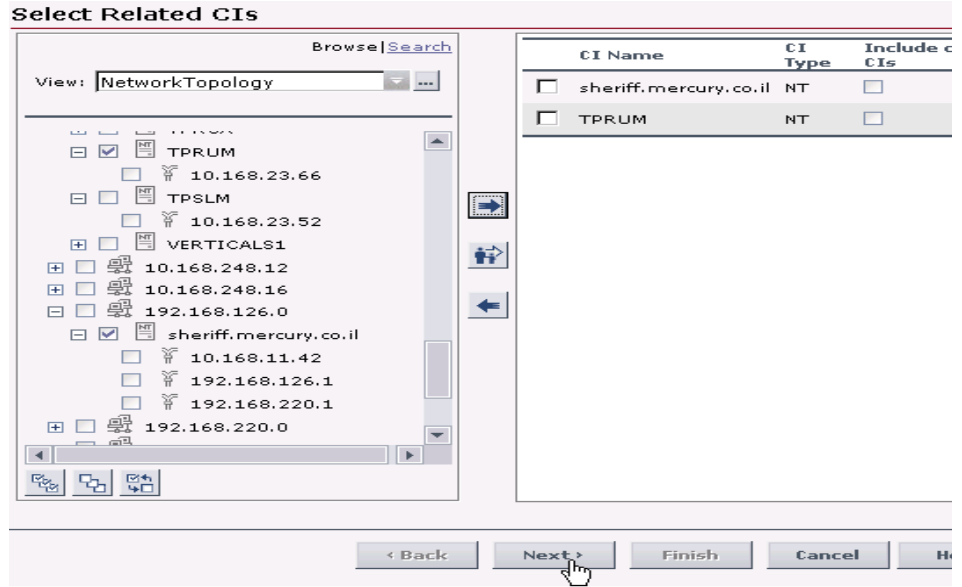 Select Related CIs
Browse|Search
View: NetworkTopology
...
TPRUM
10.168.23.66
TPSLM
10.168.23.52
VERTICALS1
10.168.248.12
10.168.248.16
192.168.126.0
sheriff.mercury.co.il
10.168.11.42
192.168.126.1
192.168.220.1
192.168.220.0
CI Name
CI Type
Include
CIs
sheriff.mercury.co.il NT
TPRUM NT
< Back
Next >
Finish
Cancel